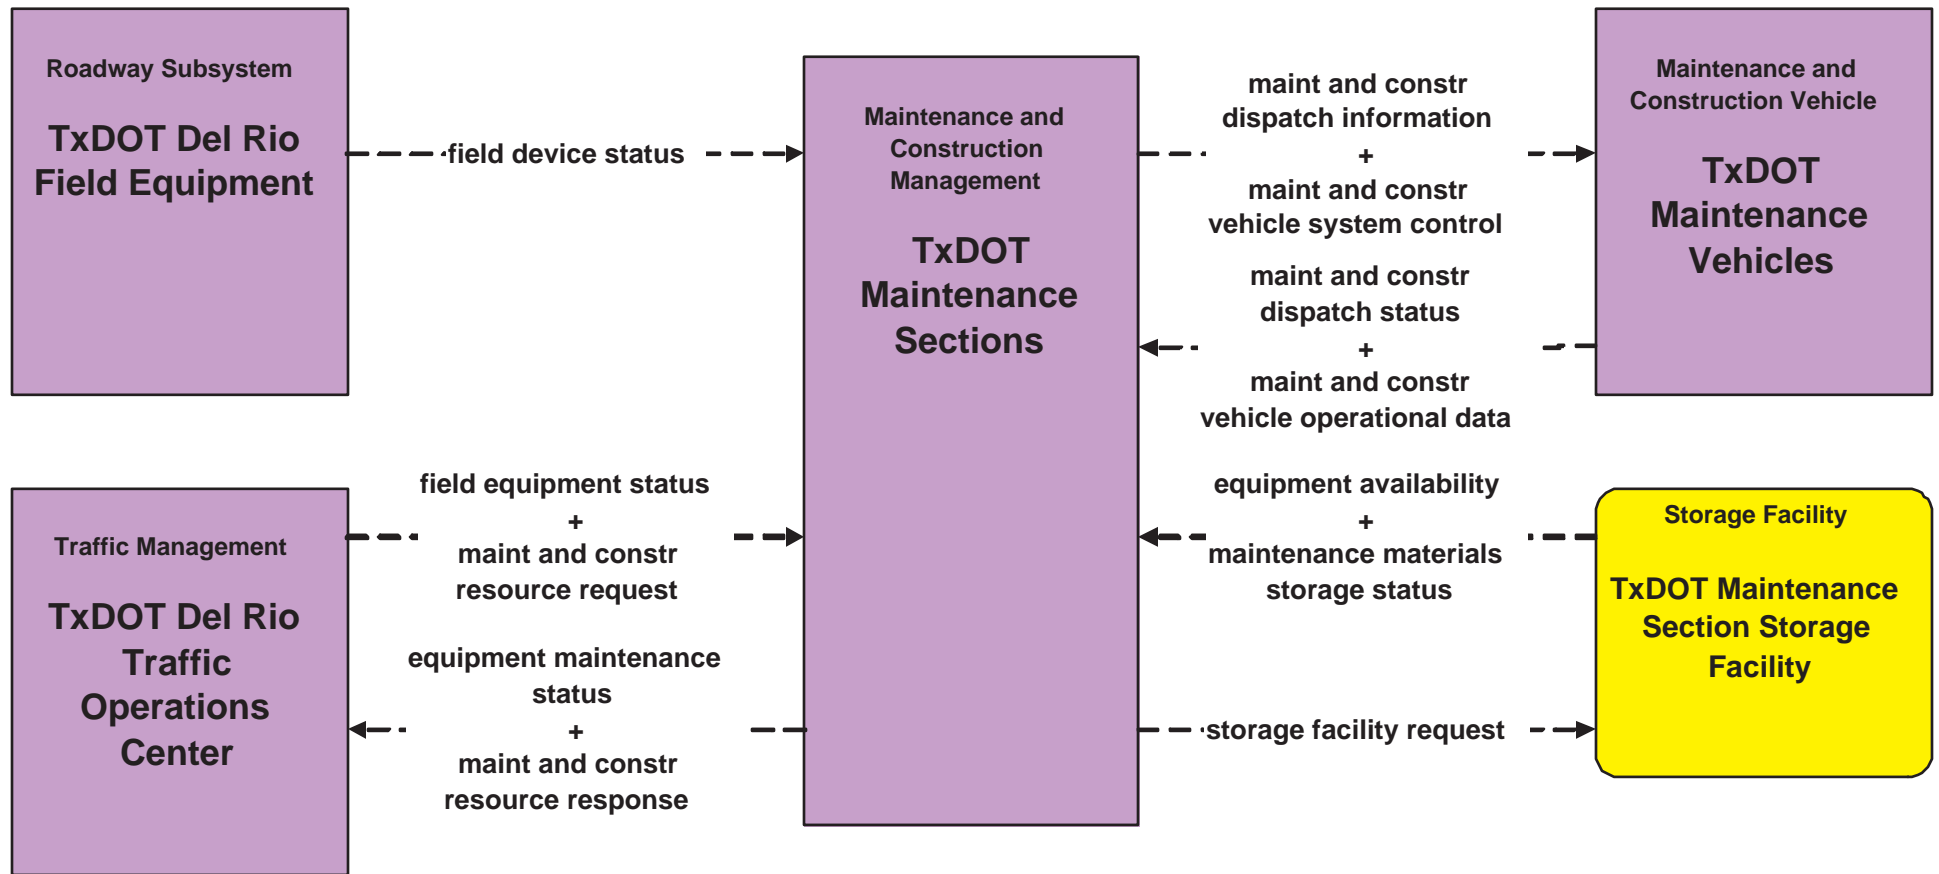 Roadway Subsystem
TxDOT Del Rio
Field Equipment
field device status
Maintenance and
Construction
Management
TxDOT
Maintenance
Sections
maint and constr
dispatch information
+
maint and constr
vehicle system control
maint and constr
dispatch status
+
maint and constr
vehicle operational data
Maintenance and
Construction Vehicle
TxDOT
Maintenance
Vehicles
Traffic Management
TxDOT Del Rio
Traffic
Operations
Center
field equipment status
+
maint and constr
resource request
equipment maintenance
status
+
maint and constr
resource response
equipment availability
+
maintenance materials
storage status
storage facility request
Storage Facility
TxDOT Maintenance
Section Storage
Facility